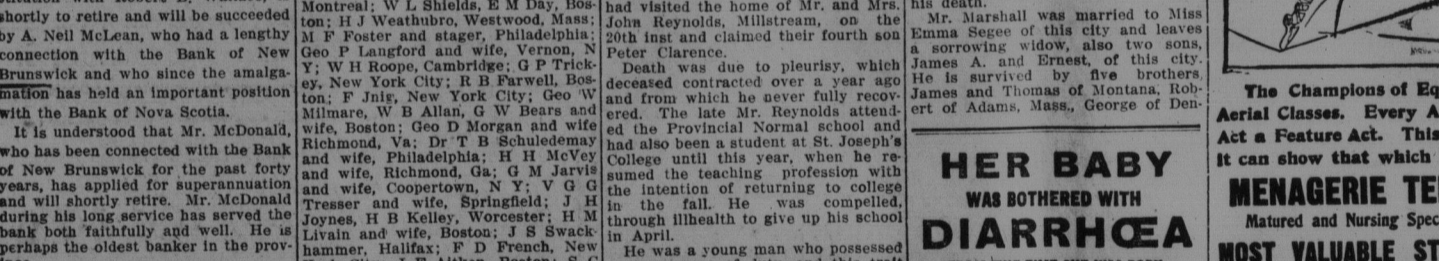 shortly to retire and will be succeeded
by A. Neil McLean, who had a lengthy
connection with the Bank of New
Brunswick and who since the amalga-
mation has held an important position
with the Bank of Nova Scotia.
It is understood that Mr. McDonald,
who has been connected with the Bank
of New Brunswick for the past forty
years, has applied for superannuation
and will shortly retire. Mr. McDonald
during his long service has served the
bank both faithfully and well. He is
perhaps the oldest banker in the prov-
Montreal; W L Shields, E M Day, Bos-
ton; H J Weathubro, Westwood, Mass;
M F Foster and stager, Philadelphia;
Geo P Langford and wife, Vernon, N
Y; W H Roope, Cambridge; G P Trick-
ey, New York City; R B Farwell, Bos-
ton; F Jnig, New York City; Geo W
Milmare, W B Allan, G W Bears and
wife, Boston; Geo D Morgan and wife
Richmond, Va; Dr T B Schuledemay
and wife, Philadelphia; H H McVey
and wife, Richmond, Ga; G M Jarvis
and wife, Coopertown, N Y; V G G
Tresser and wife, Springfield; J H
Joynes, H B Kelley, Worcester; H M
Livain and wife, Boston; J S Swack-
hammer, Halifax; F D French, New
had visited the home of Mr. and Mrs.
John Reynolds, Millstream, on the
20th inst and claimed their fourth son
Peter Clarence.
Death was due to pleurisy, which
deceased contracted over a year ago
and from which he never fully recov-
ered. The late Mr. Reynolds attend-
ed the Provincial Normal school and
had also been a student at St. Joseph's
College until this year, when he re-
sumed the teaching profession with
the intention of returning to college
in the fall. He was compelled,
through illhealth to give up his school
in April.
He was a young man who possessed
his death.
Mr. Marshall was married to Miss
Emma Segee of this city and leaves
a sorrowing widow, also two sons,
James A. and Ernest, of this city.
He is survived by five brothers,
James and Thomas of Montana, Rob-
ert of Adams, Mass., George of Den-
HER BABY
WAS BOTHERED WITH
DIARRHŒA
The Champions of Eq
Aerial Classes. Every A
Act a Feature Act. This
It can show that which
MENAGERIE TE
Matured and Nursing Spec
MOST VALUABLE ST